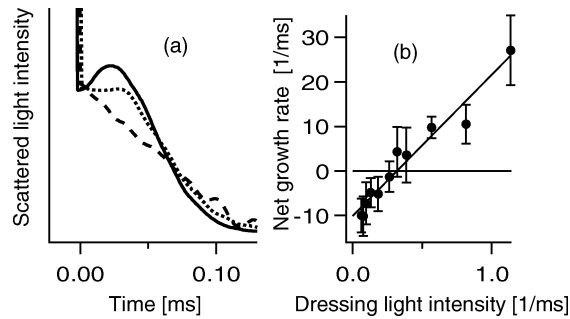 Scattered light intensity
(a)
0.00
0.10
Time [ms]
Net growth rate [1/ms]
(b)
30
20
10
0
-10
0.0
1.0
Dressing light intensity [1/ms]